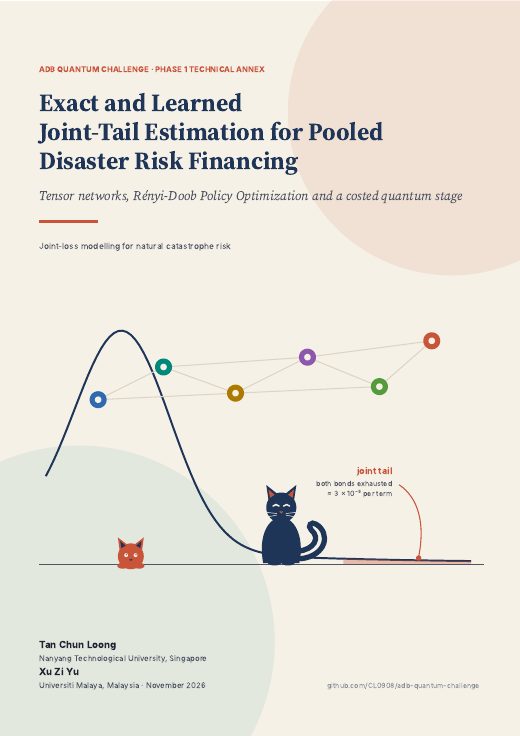 ADB QUANTUM CHALLENGE · PHASE 1 TECHNICAL ANNEX
Exact and Learned
Joint-Tail Estimation for Pooled
Disaster Risk Financing
Tensor networks, Rényi-Doob Policy Optimization and a costed quantum stage
Joint-loss modelling for natural catastrophe risk
joint tail
both bonds exhausted
≈ 3 × 10⁻⁹ per term
Tan Chun Loong
Nanyang Technological University, Singapore
Xu Zi Yu
Universiti Malaya, Malaysia · November 2026
github.com/CL0908/adb-quantum-challenge